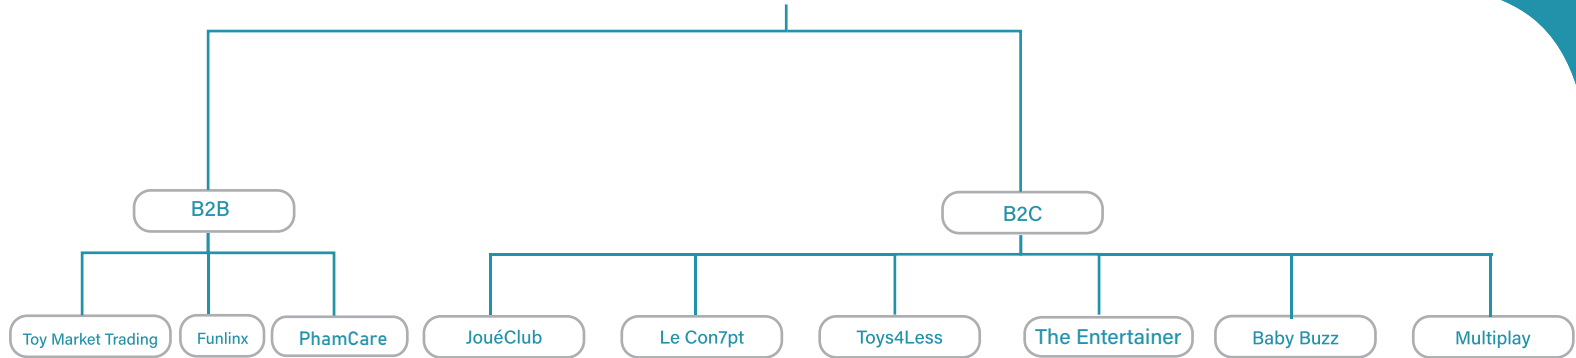 B2B
B2C
Toy Market Trading
Funlinx
PhamCare
JouéClub
Le Con7pt
Toys4Less
The Entertainer
Baby Buzz
Multiplay